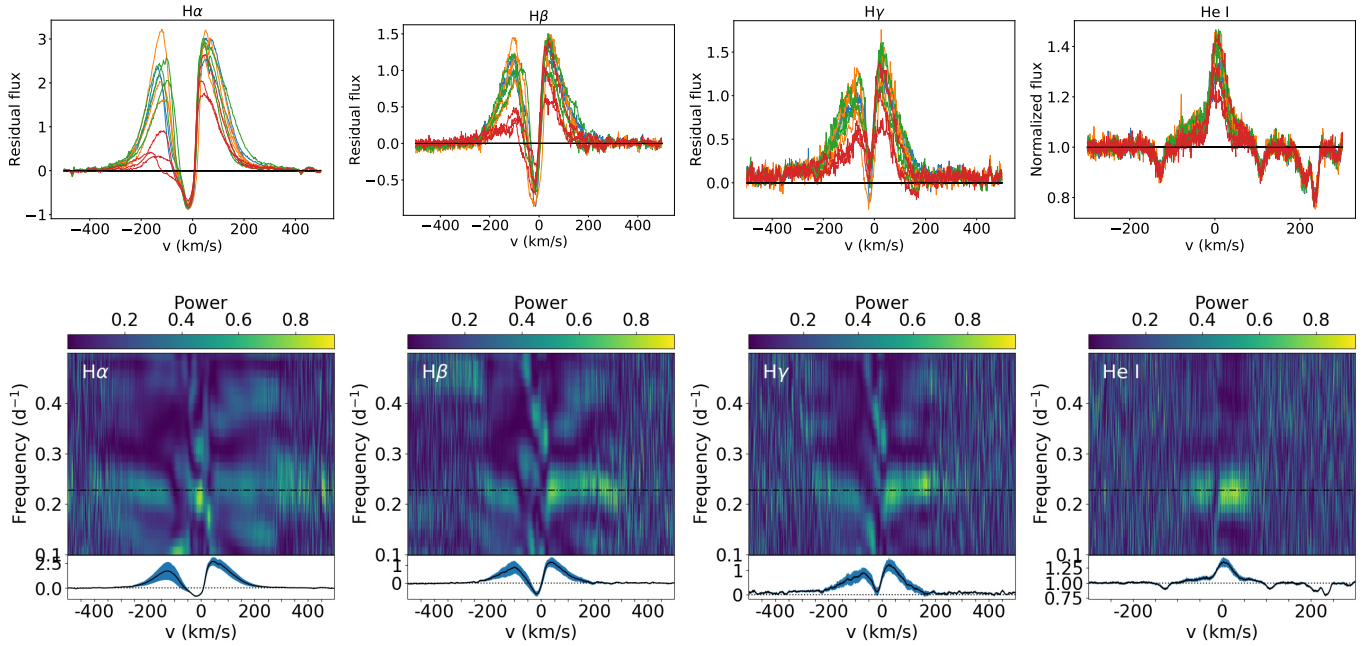 Hα
Residual flux
3
2
1
0
−1
−400 −200 0 200 400
v (km/s)
Hβ
Residual flux
1.5
1.0
0.5
0.0
−0.5
−400 −200 0 200 400
v (km/s)
Hγ
Residual flux
1.5
1.0
0.5
0.0
−400 −200 0 200 400
v (km/s)
He I
Normalized flux
1.4
1.2
1.0
0.8
−200 0 200
v (km/s)
Power
0.2 0.4 0.6 0.8
Hα
Frequency (d⁻¹)
0.4
0.3
0.2
0.1
2.5
0.0
-400 -200 0 200 400
v (km/s)
Power
0.2 0.4 0.6 0.8
Hβ
Frequency (d⁻¹)
0.4
0.3
0.2
0.1
1
0
-400 -200 0 200 400
v (km/s)
Power
0.2 0.4 0.6 0.8
Hγ
Frequency (d⁻¹)
0.4
0.3
0.2
0.1
1
0
-400 -200 0 200 400
v (km/s)
Power
0.2 0.4 0.6 0.8
He I
Frequency (d⁻¹)
0.4
0.3
0.2
0.1
1.25
1.00
0.75
-200 0 200
v (km/s)